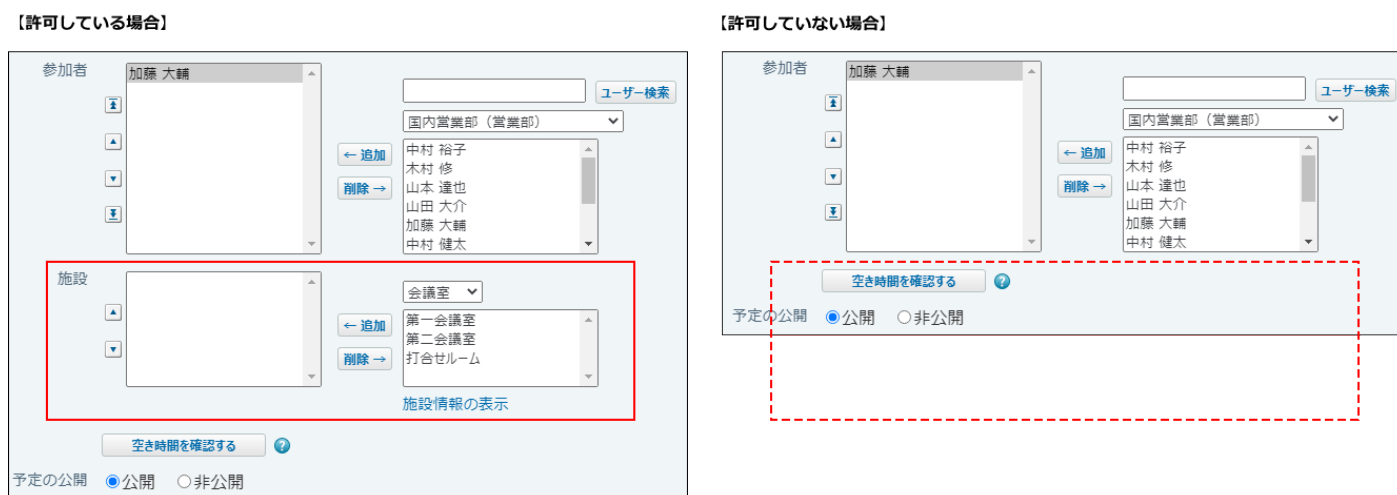 【許可している場合】
参加者
加藤 大輔
ユーザー検索
国内営業部（営業部）
← 追加
削除 →
中村 裕子
木村 修
山本 達也
山田 大介
加藤 大輔
中村 健太
施設
会議室
← 追加
削除 →
第一会議室
第二会議室
打合せルーム
施設情報の表示
空き時間を確認する ?
予定の公開 公開 非公開
【許可していない場合】
参加者
加藤 大輔
ユーザー検索
国内営業部（営業部）
← 追加
削除 →
中村 裕子
木村 修
山本 達也
山田 大介
加藤 大輔
中村 健太
空き時間を確認する ?
予定の公開 公開 非公開